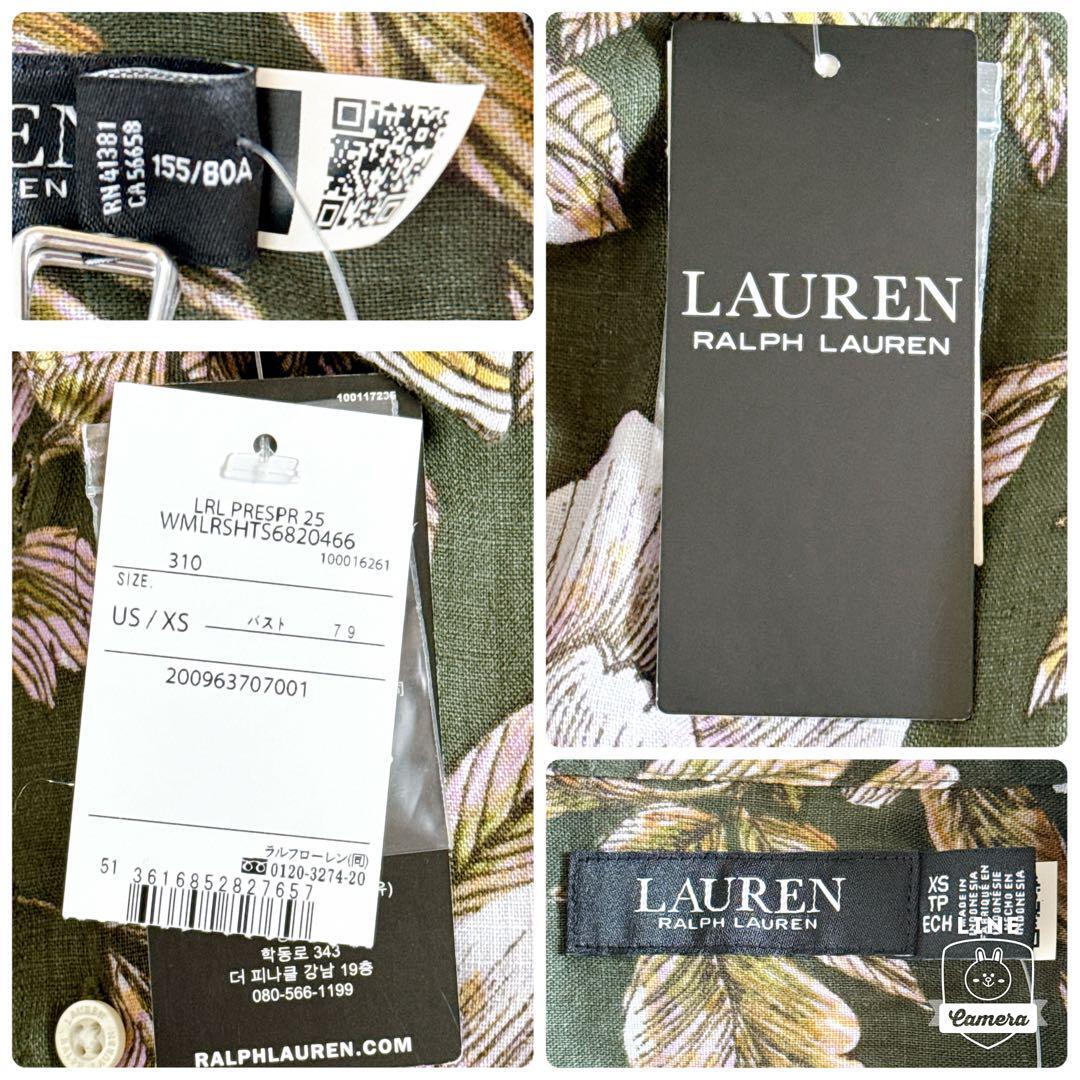 RN 41381
CA 56658
155/80A
EN
LAUREN
RALPH LAUREN
100117236
LRL PRESPR 25
WMLRSHTS6820466
310
100016261
SIZE.
US / XS
バスト
79
200963707001
ラルフローレン(同)
0120-3274-20
51
3616852827657
학동로 343
더 피나클 강남 19층
080-566-1199
RALPHLAUREN.COM
LAUREN
RALPH LAUREN
XS
TP
ECH
MADE IN
INDONESIA
LINE
Camera